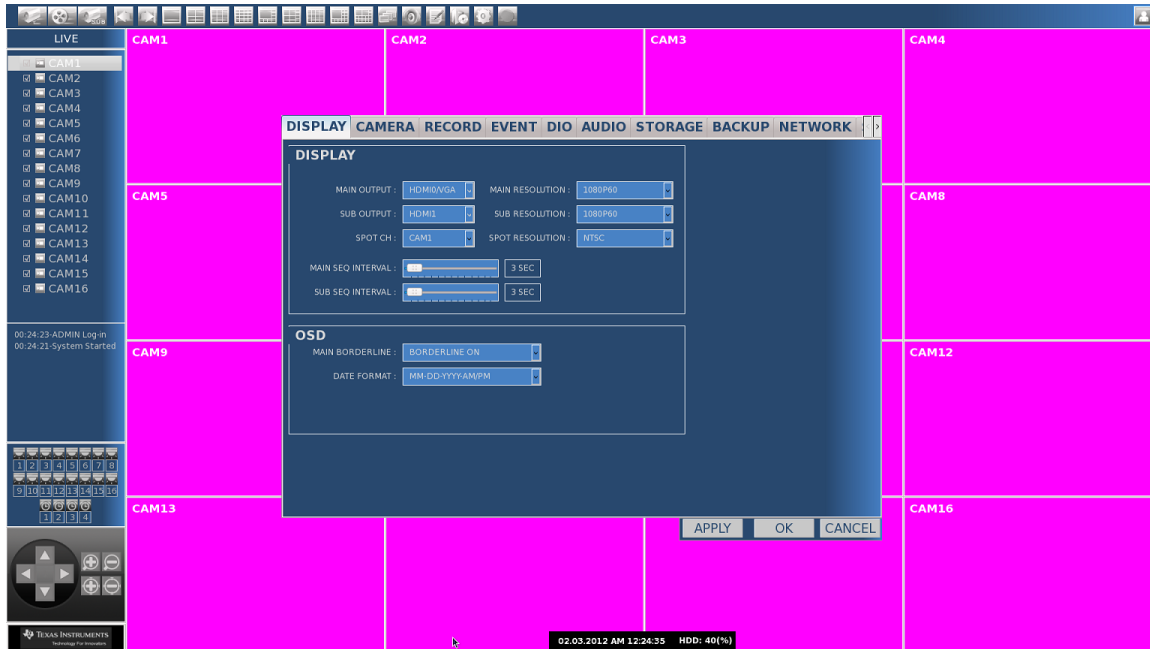 LIVE
CAM1
CAM2
CAM3
CAM4
CAM5
CAM6
CAM7
CAM8
CAM9
CAM10
CAM11
CAM12
CAM13
CAM14
CAM15
CAM16
00:24:23-ADMIN Log-in
00:24:21-System Started
1 2 3 4 5 6 7 8
9 10 11 12 13 14 15 16
1 2 3 4
TEXAS INSTRUMENTS
Technology For Innovators
CAM1 CAM2 CAM3 CAM4
CAM5 CAM8
CAM9 CAM12
CAM13 CAM16
DISPLAY CAMERA RECORD EVENT DIO AUDIO STORAGE BACKUP NETWORK
DISPLAY
MAIN OUTPUT : HDMI0/VGA MAIN RESOLUTION : 1080P60
SUB OUTPUT : HDMI1 SUB RESOLUTION : 1080P60
SPOT CH : CAM1 SPOT RESOLUTION : NTSC
MAIN SEQ INTERVAL : 3 SEC
SUB SEQ INTERVAL : 3 SEC
OSD
MAIN BORDERLINE : BORDERLINE ON
DATE FORMAT : MM-DD-YYYY-AM/PM
APPLY OK CANCEL
02.03.2012 AM 12:24:35 HDD: 40(%)